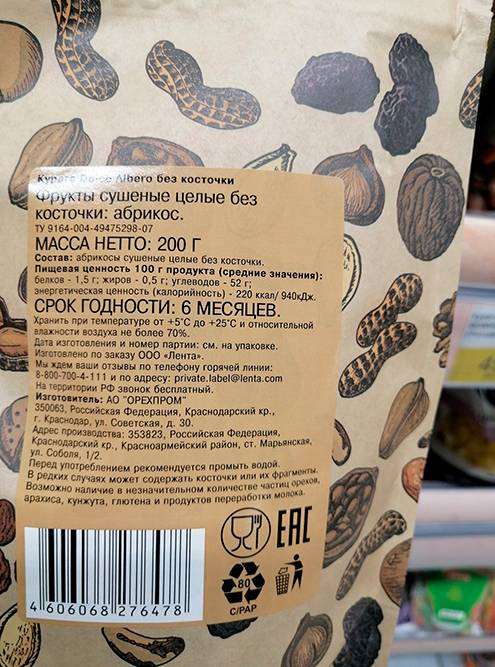 Курага Dolce Albero без косточки
Фрукты сушеные целые без
косточки: абрикос.
ТУ 9164-004-49475298-07
МАССА НЕТТО: 200 Г
Состав: абрикосы сушеные целые без косточки.
Пищевая ценность 100 г продукта (средние значения):
белков - 1,5 г; жиров - 0,5 г; углеводов - 52 г;
энергетическая ценность (калорийность) - 220 ккал/ 940кДж.
СРОК ГОДНОСТИ: 6 МЕСЯЦЕВ.
Хранить при температуре от +5°С до +25°С и относительной
влажности воздуха не более 70%.
Дата изготовления и номер партии: см. на упаковке.
Изготовлено по заказу ООО «Лента».
Мы ждем ваши отзывы по телефону горячей линии:
8-800-700-4-111 и по адресу: private.label@lenta.com
На территории РФ звонок бесплатный.
Изготовитель: АО "ОРЕХПРОМ"
350063, Российская Федерация, Краснодарский кр.,
г. Краснодар, ул. Советская, д. 30.
Адрес производства: 353823, Российская Федерация,
Краснодарский кр., Красноармейский район, ст. Марьянская,
ул. Соболя, 1/2.
Перед употреблением рекомендуется промыть водой.
В редких случаях может содержать косточки или их фрагменты.
Возможно наличие в незначительном количестве частиц орехов,
арахиса, кунжута, глютена и продуктов переработки молока.
EAC
80
C/PAP
4 606068 276478